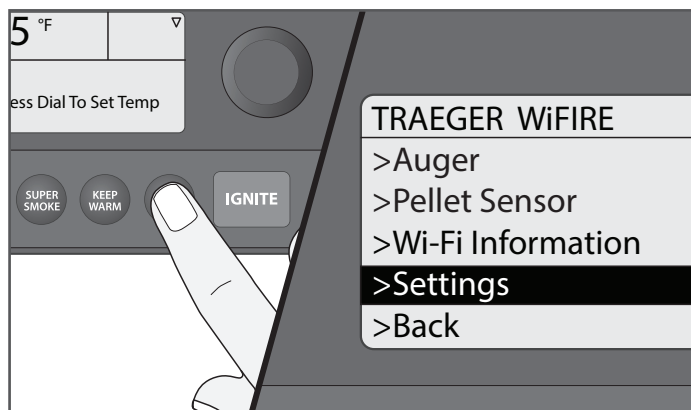 5 °F
ess Dial To Set Temp
SUPER
SMOKE
KEEP
WARM
IGNITE
TRAEGER WiFIRE
>Auger
>Pellet Sensor
>Wi-Fi Information
>Settings
>Back